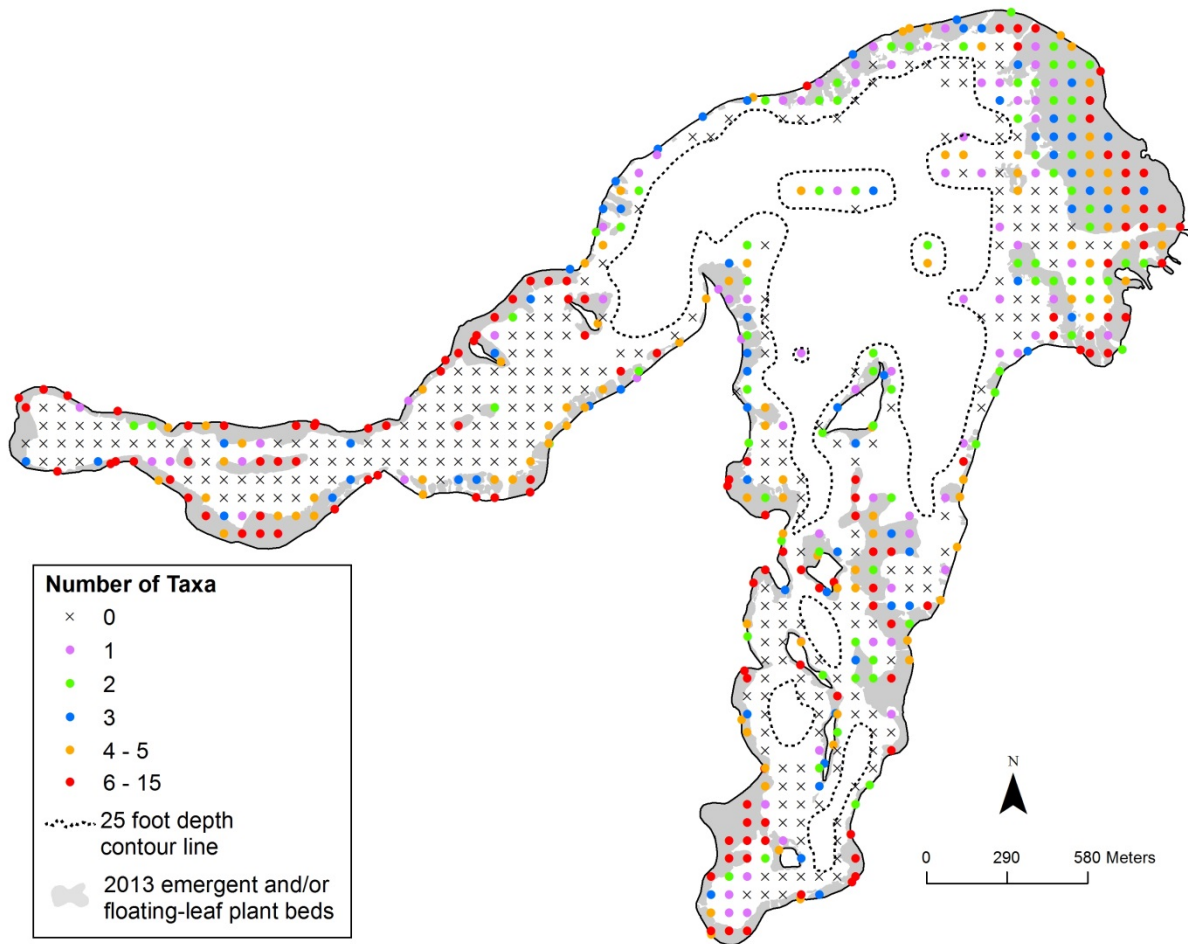 Number of Taxa
0
1
2
3
4 - 5
6 - 15
25 foot depth
contour line
2013 emergent and/or
floating-leaf plant beds
N
0 290 580 Meters